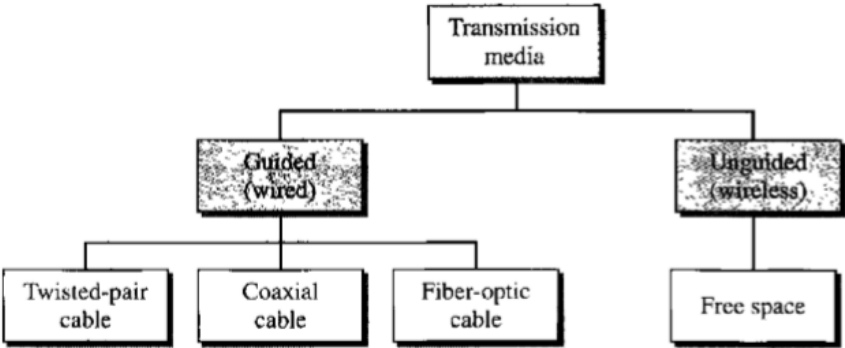 Transmission
media
Guided
(wired)
Unguided
(wireless)
Twisted-pair
cable
Coaxial
cable
Fiber-optic
cable
Free space